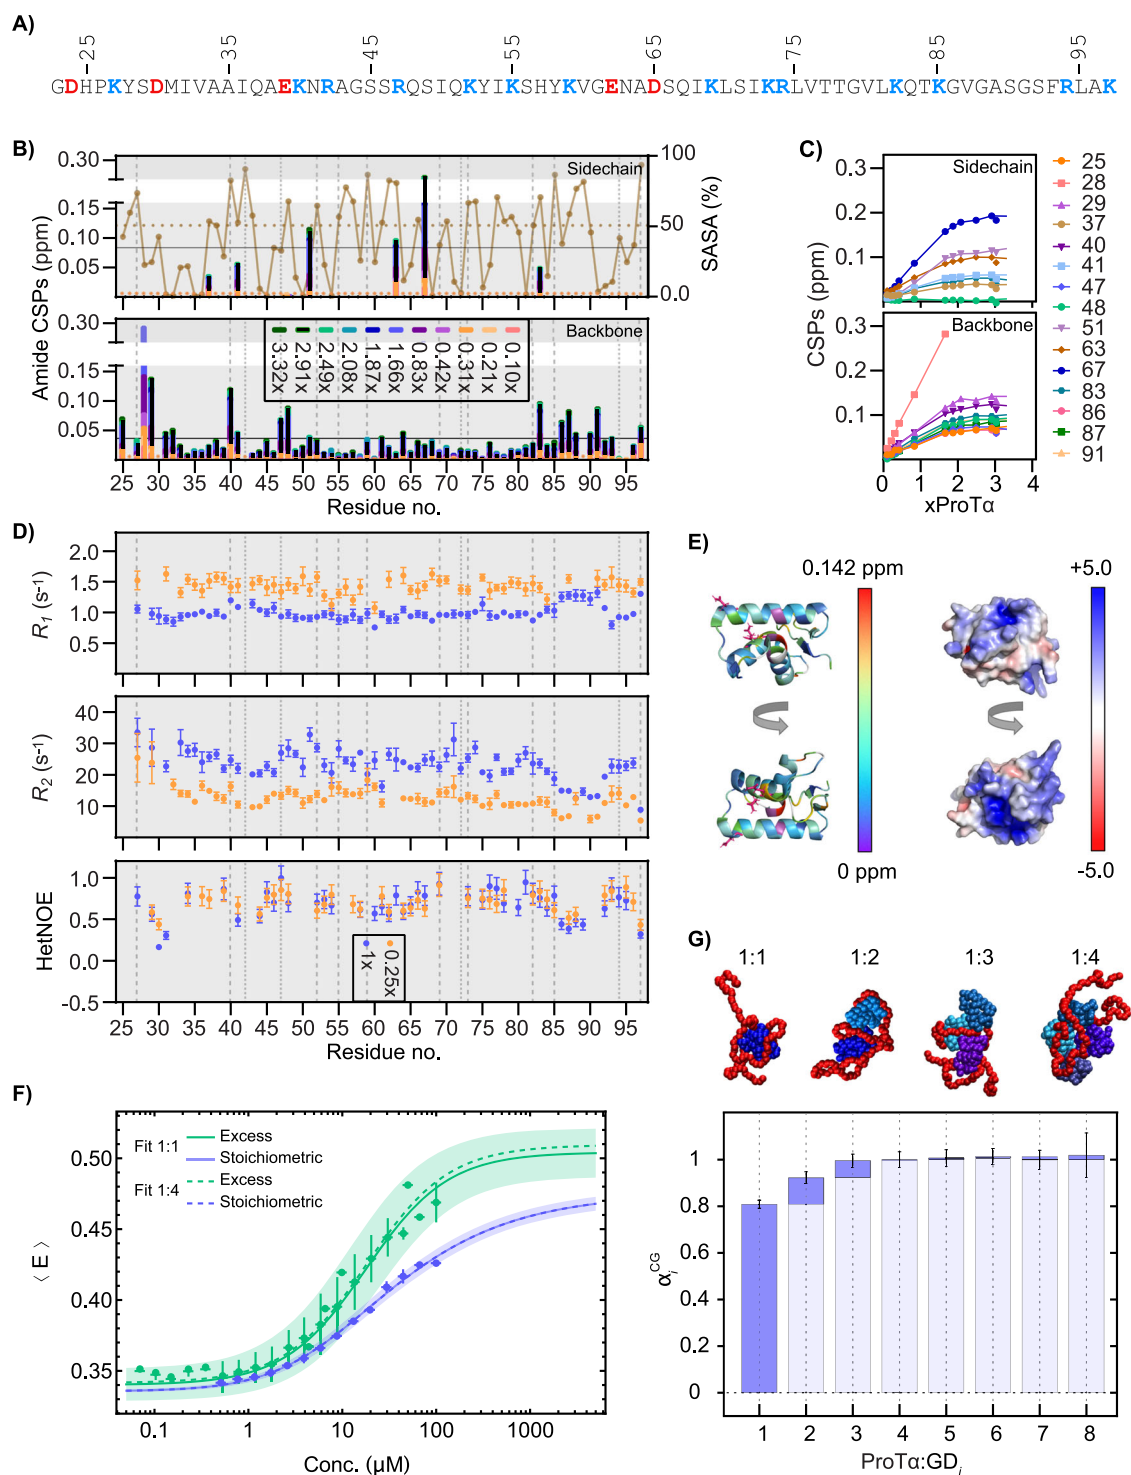 A)
25 35 45 55 65 75 85 95
GDHPKYSDMIVAAIQAEKNRAGSSRQSIQKYIKSHYKVGENADSQIKLSIKRLVTTGVLKQTKGVGASGSFRLAK
B)
Sidechain
0.30
0.15
0.10
0.05
100
50
0.0
SASA (%)
Amide CSPs (ppm)
Backbone
0.30
0.15
0.10
0.05
3.32x
2.91x
2.49x
2.08x
1.87x
1.66x
0.83x
0.42x
0.31x
0.21x
0.10x
25 30 35 40 45 50 55 60 65 70 75 80 85 90 95
Residue no.
C)
Sidechain
0.3
0.2
0.1
CSPs (ppm)
Backbone
0.3
0.2
0.1
0 1 2 3 4
xProTα
25
28
29
37
40
41
47
48
51
63
67
83
86
87
91
D)
2.0
1.5
1.0
0.5
R1 (s-1)
40
30
20
10
R2 (s-1)
1.0
0.5
0.0
-0.5
HetNOE
1x
0.25x
25 30 35 40 45 50 55 60 65 70 75 80 85 90 95
Residue no.
E)
0.142 ppm
0 ppm
+5.0
-5.0
F)
Fit 1:1
Excess
Stoichiometric
Fit 1:4
Excess
Stoichiometric
0.50
0.45
0.40
0.35
⟨ E ⟩
0.1 1 10 100 1000
Conc. (µM)
G)
1:1 1:2 1:3 1:4
1
0.8
0.6
0.4
0.2
0
αiCG
1 2 3 4 5 6 7 8
ProTα:GDi